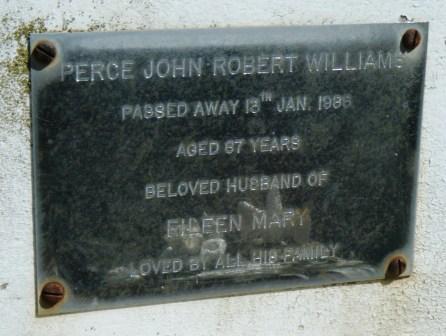 PERCE JOHN ROBERT WILLIAMS
PASSED AWAY 13TH JAN. 1986
AGED 67 YEARS
BELOVED HUSBAND OF
EILEEN MARY
LOVED BY ALL HIS FAMILY